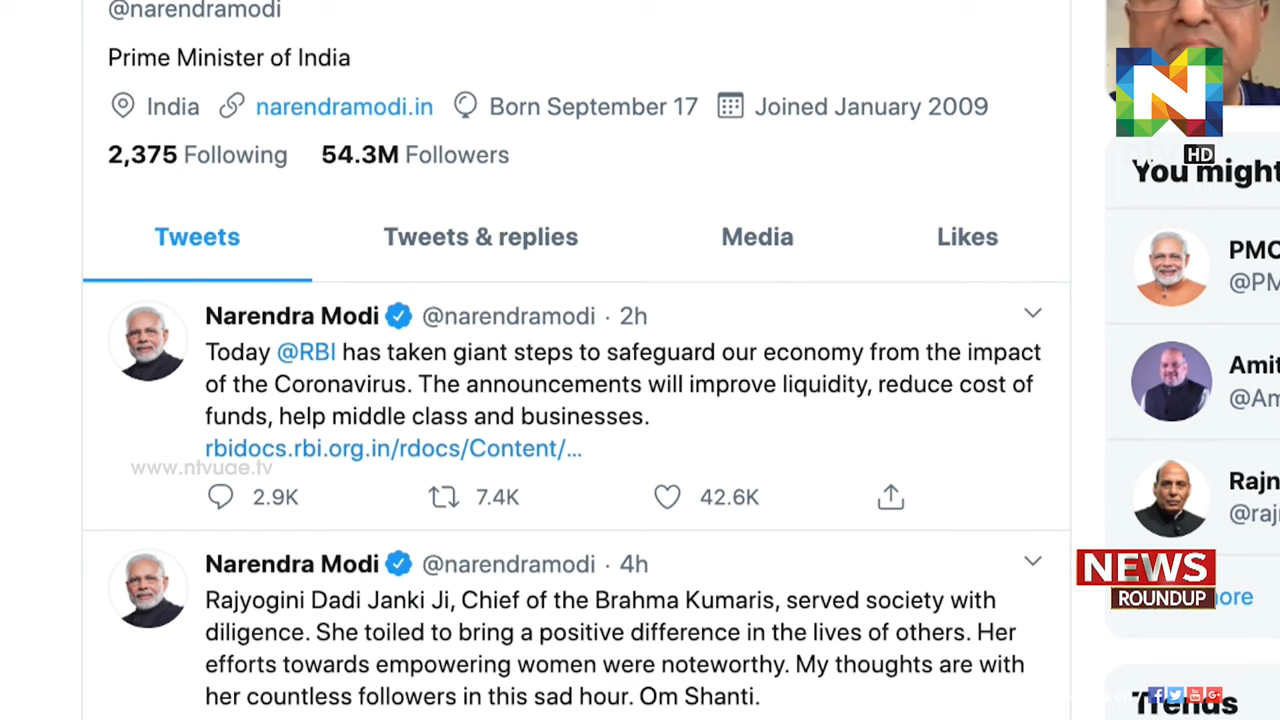 @narendramodi
Prime Minister of India
India narendramodi.in Born September 17 Joined January 2009
2,375 Following 54.3M Followers
Tweets Tweets & replies Media Likes
Narendra Modi @narendramodi · 2h
Today @RBI has taken giant steps to safeguard our economy from the impact
of the Coronavirus. The announcements will improve liquidity, reduce cost of
funds, help middle class and businesses.
rbidocs.rbi.org.in/rdocs/Content/...
www.ntvuae.tv
2.9K 7.4K 42.6K
Narendra Modi @narendramodi · 4h
Rajyogini Dadi Janki Ji, Chief of the Brahma Kumaris, served society with
diligence. She toiled to bring a positive difference in the lives of others. Her
efforts towards empowering women were noteworthy. My thoughts are with
her countless followers in this sad hour. Om Shanti.
N
ntv HD
You might
PMO
@PM
Amit
@Am
Rajn
@rajn
NEWS
ROUNDUP
more
Trends